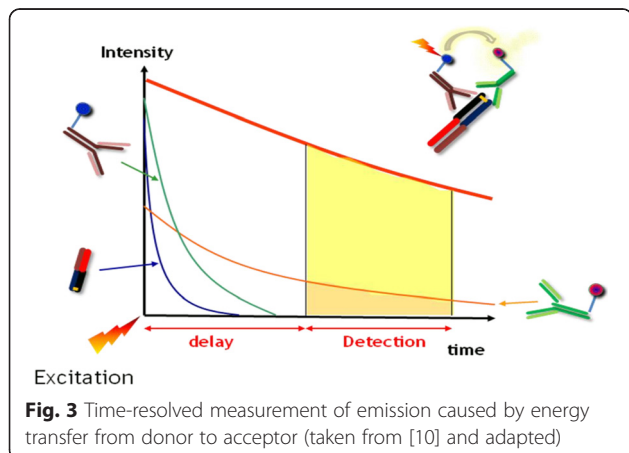 Intensity
delay
Detection
time
Excitation
Fig. 3 Time-resolved measurement of emission caused by energy
transfer from donor to acceptor (taken from [10] and adapted)